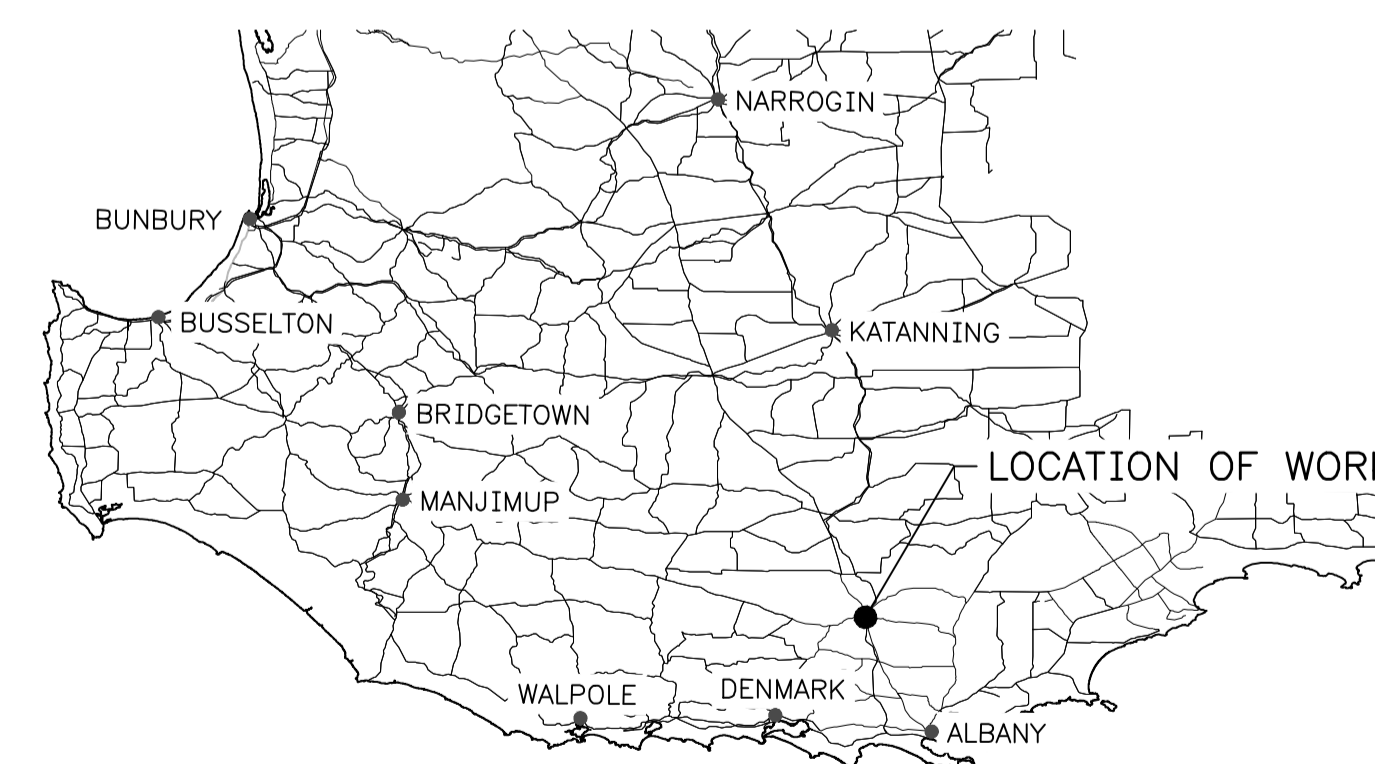 NARROGIN
BUNBURY
BUSSELTON
KATANNING
BRIDGETOWN
LOCATION OF
MANJIMUP
WALPOLE
DENMARK
ALBANY